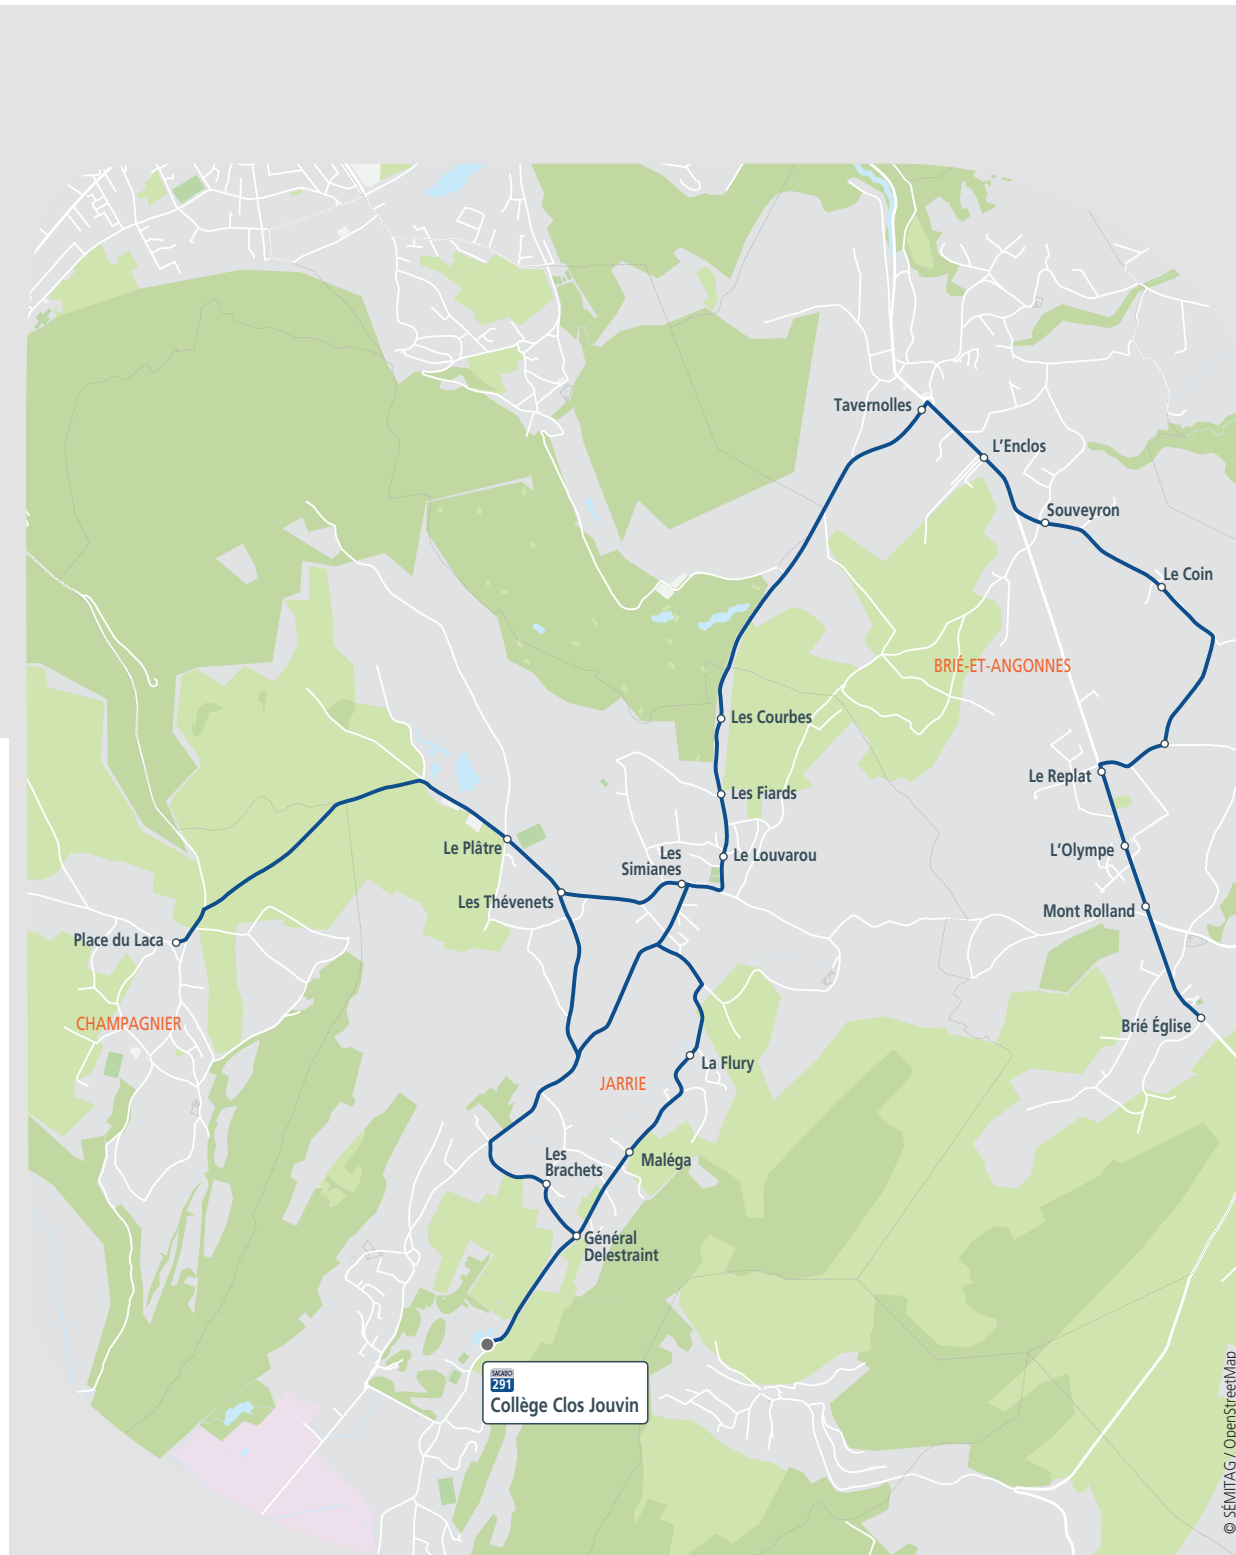 Tavernolles
L'Enclos
Souveyron
Le Coin
BRIÉ-ET-ANGONNES
Les Courbes
Le Replat
Les Fiards
Le Plâtre
Les
Simianes
Le Louvarou
L'Olympe
Les Thévenets
Mont Rolland
Place du Laca
CHAMPAGNIER
Brié Église
La Flury
JARRIE
Les
Brachets
Maléga
Général
Delestraint
SACADO
291
Collège Clos Jouvin
© SÉMITAG / OpenStreetMap